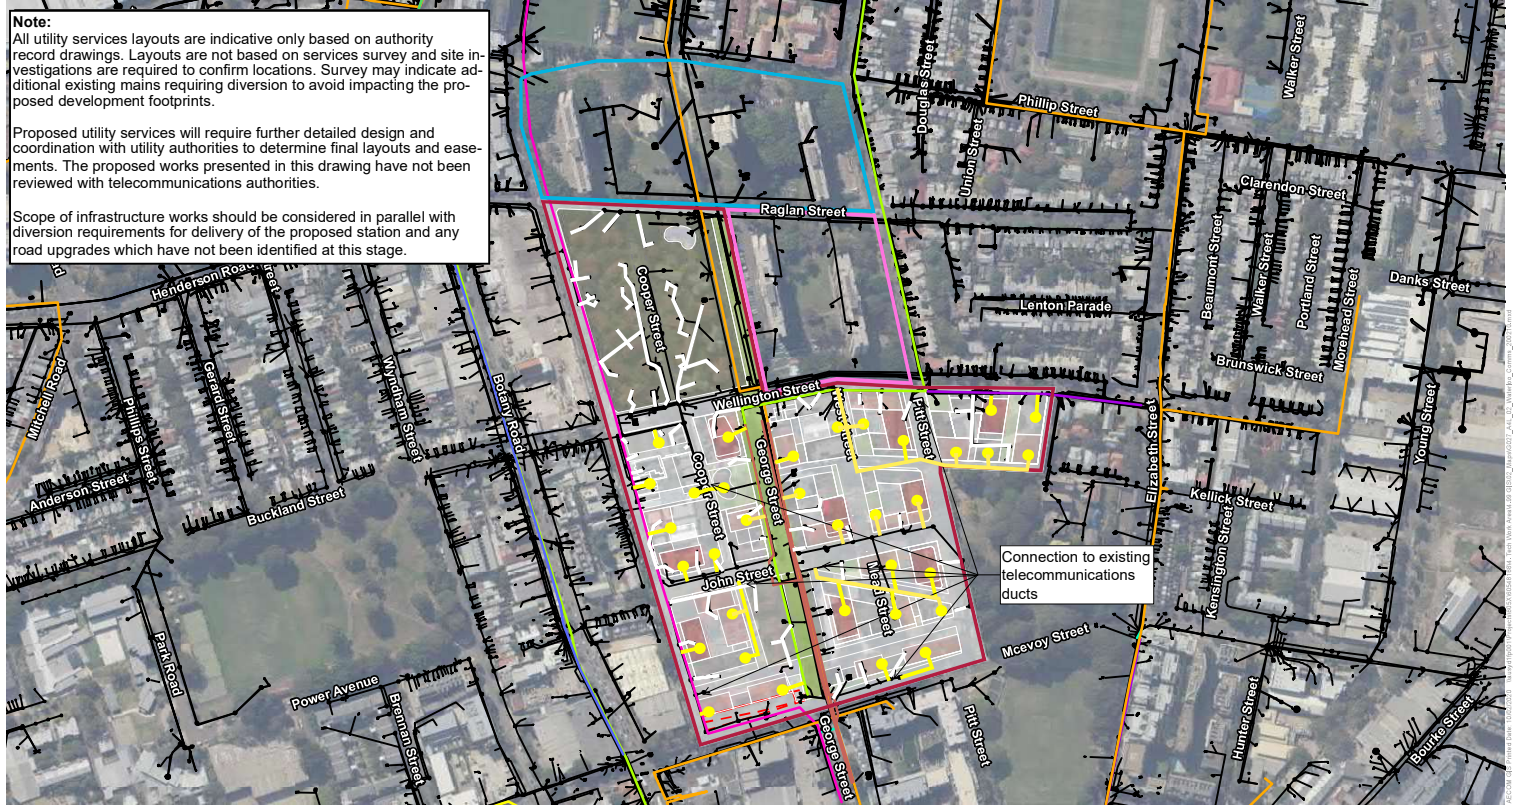 Note:
All utility services layouts are indicative only based on authority
record drawings. Layouts are not based on services survey and site in-
vestigations are required to confirm locations. Survey may indicate ad-
ditional existing mains requiring diversion to avoid impacting the pro-
posed development footprints.
Proposed utility services will require further detailed design and
coordination with utility authorities to determine final layouts and ease-
ments. The proposed works presented in this drawing have not been
reviewed with telecommunications authorities.
Scope of infrastructure works should be considered in parallel with
diversion requirements for delivery of the proposed station and any
road upgrades which have not been identified at this stage.
Douglas Street
Walker Street
Phillip Street
Union Street
Clarendon Street
Raglan Street
Beaumont Street
Walker Street
Portland Street
Morehead Street
Danks Street
Henderson Road
Street
Cooper Street
Lenton Parade
Mitchell Road
Phillips Street
Gerard Street
Wyndham Street
Botany Road
Wellington Street
Brunswick Street
Young Street
Pitt Street
Elizabeth Street
George Street
Cooper Street
Anderson Street
Buckland Street
Kellick Street
Kensington Street
John Street
Mead Street
Connection to existing
telecommunications
ducts
Mcevoy Street
Park Road
Power Avenue
Brennan Street
George Street
Pitt Street
Hunter Street
Bourke Street